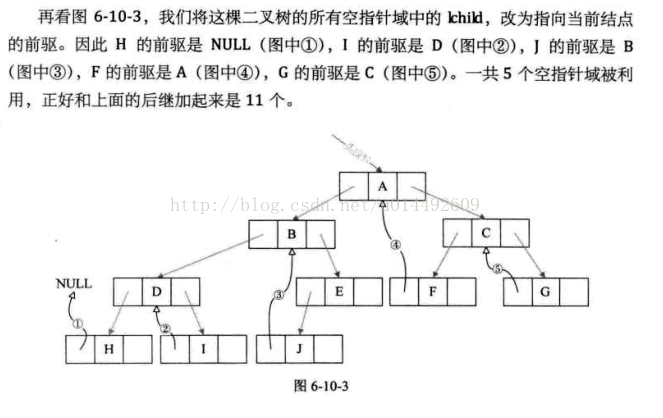 再看图 6-10-3，我们将这棵二叉树的所有空指针域中的 lchild，改为指向当前结点
的前驱。因此 H 的前驱是 NULL（图中①），I 的前驱是 D（图中②），J 的前驱是 B
(图中③），F 的前驱是 A（图中④），G 的前驱是 C（图中⑤）。一共 5 个空指针域被利
用，正好和上面的后继加起来是 11 个。
A
http://blog.csdn.net/u014492609
B
C
④
⑤
NULL
D
③
E
F
G
①
②
H
I
J
图 6-10-3